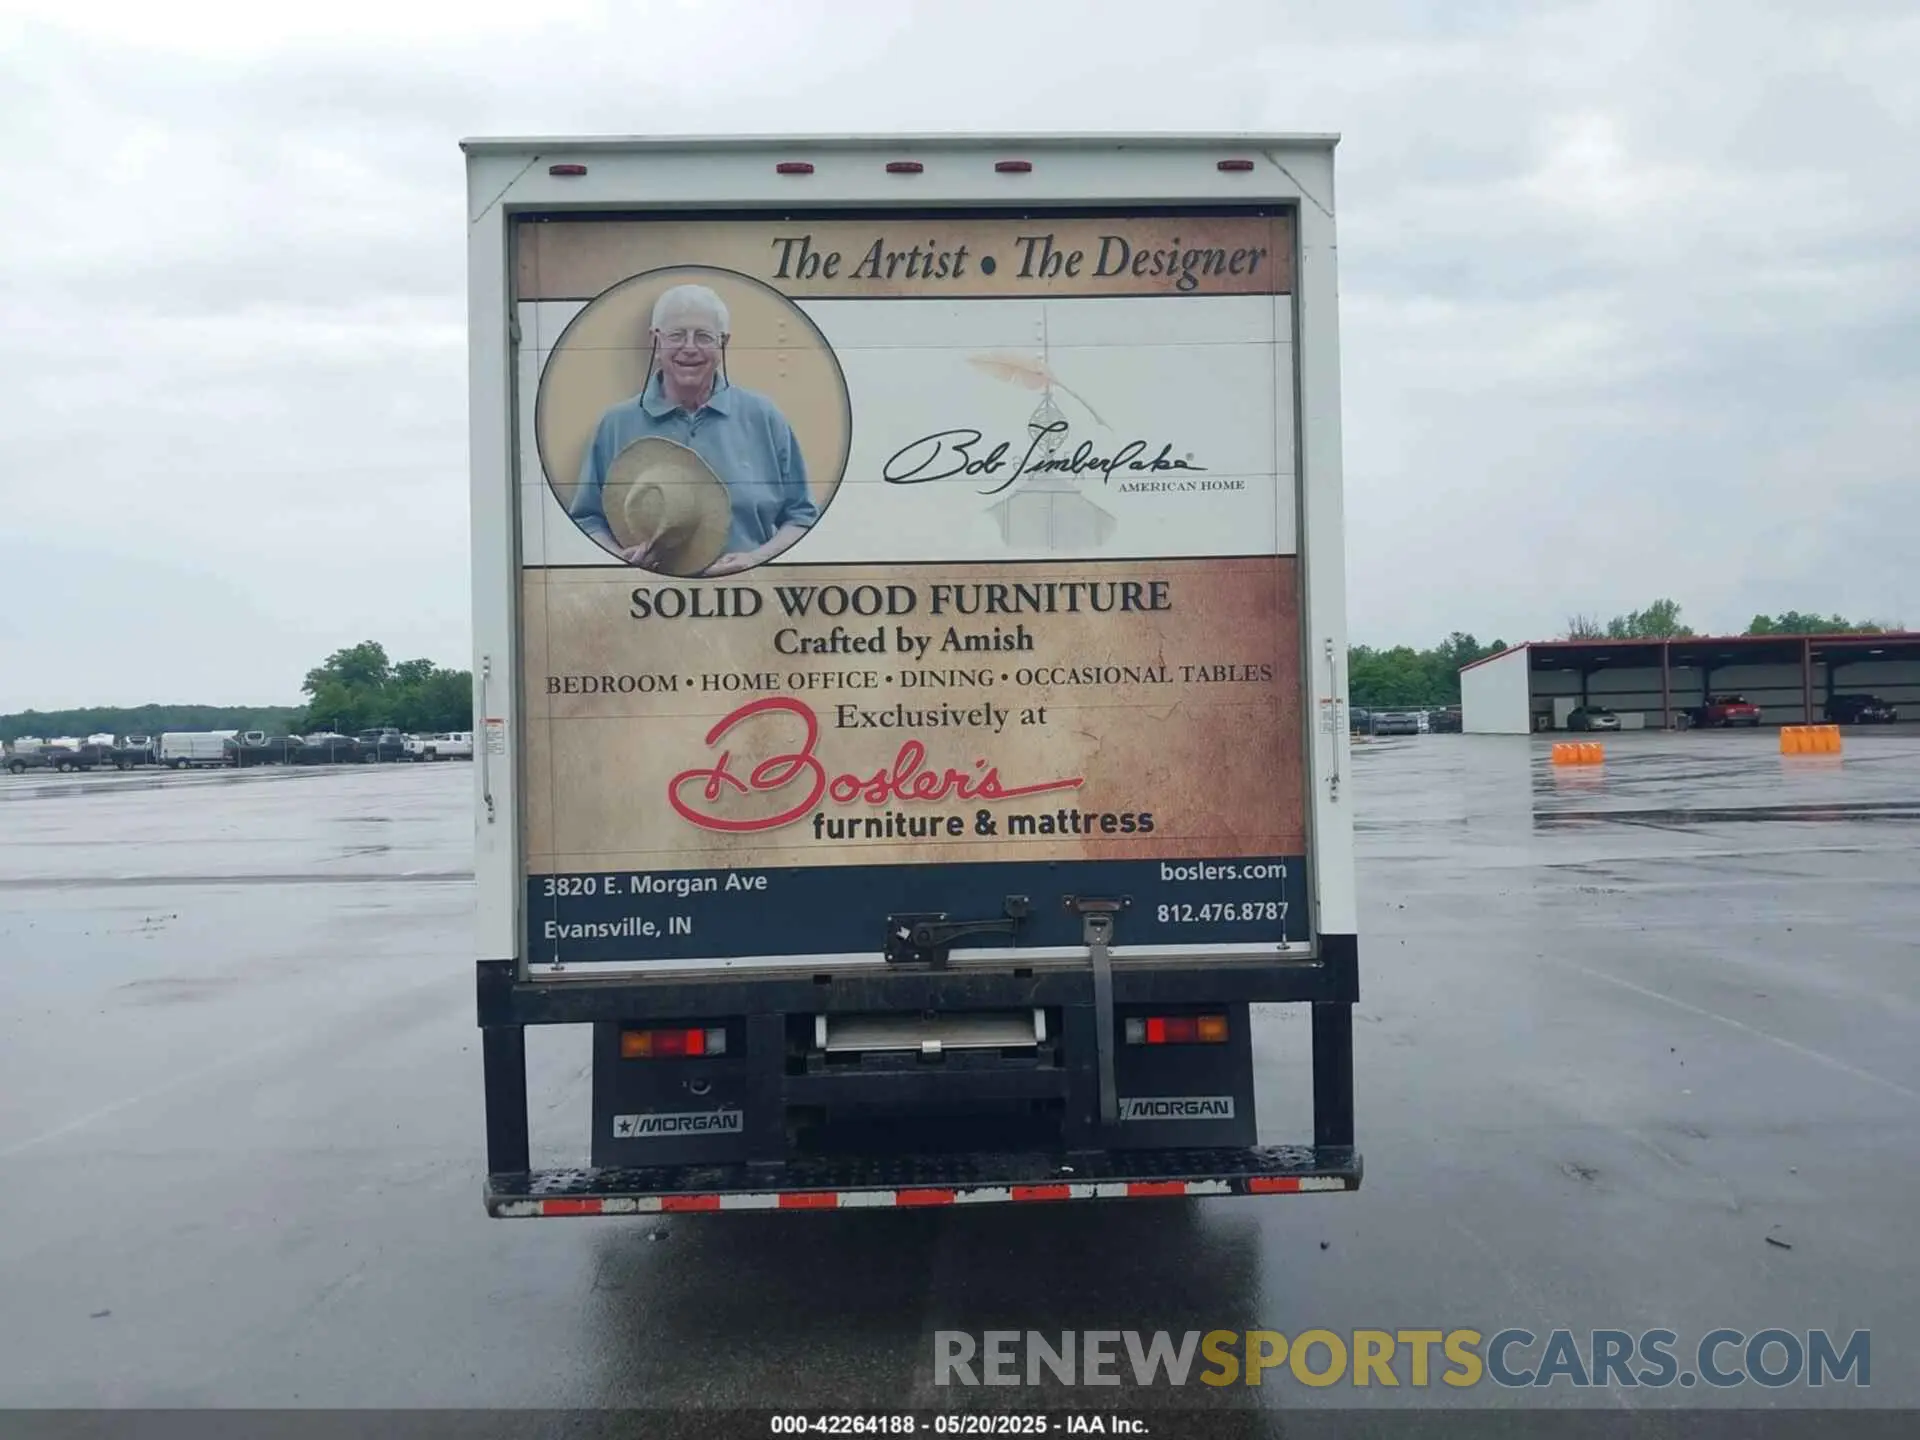 The Artist • The Designer
Bob Timberlake®
AMERICAN HOME
SOLID WOOD FURNITURE
Crafted by Amish
BEDROOM • HOME OFFICE • DINING • OCCASIONAL TABLES
Exclusively at
Bosler's
furniture & mattress
3820 E. Morgan Ave
Evansville, IN
boslers.com
812.476.8787
MORGAN
MORGAN
RENEWSPORTSCARS.COM
000-42264188 - 05/20/2025 - IAA Inc.